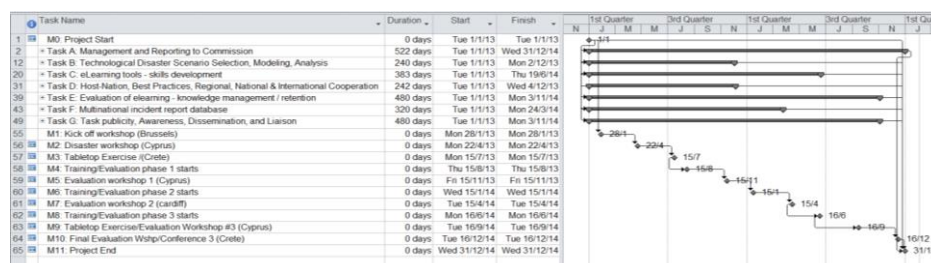 Task Name Duration Start Finish 1st Quarter 3rd Quarter 1st Quarter 3rd Quarter 1st Qu
N J M M J S N J M M J S N J
1 M0: Project Start 0 days Tue 1/1/13 Tue 1/1/13 1/1
2 Task A: Management and Reporting to Commission 522 days Tue 1/1/13 Wed 31/12/14
12 Task B: Technological Disaster Scenario Selection, Modeling, Analysis 240 days Tue 1/1/13 Mon 2/12/13
20 Task C: eLearning tools - skills development 383 days Tue 1/1/13 Thu 19/6/14
31 Task D: Host-Nation, Best Practices, Regional, National & International Cooperation 242 days Tue 1/1/13 Wed 4/12/13
39 Task E: Evaluation of elearning - knowledge management / retention 480 days Tue 1/1/13 Mon 3/11/14
43 Task F: Multinational incident report database 320 days Tue 1/1/13 Mon 24/3/14
49 Task G: Task publicity, Awareness, Dissemination, and Liaison 480 days Tue 1/1/13 Mon 3/11/14
55 M1: Kick off workshop (Brussels) 0 days Mon 28/1/13 Mon 28/1/13 28/1
56 M2: Disaster workshop (Cyprus) 0 days Mon 22/4/13 Mon 22/4/13 22/4
57 M3: Tabletop Exercise /(Crete) 0 days Mon 15/7/13 Mon 15/7/13 15/7
58 M4: Training/Evaluation phase 1 starts 0 days Thu 15/8/13 Thu 15/8/13 15/8
59 M5: Evaluation workshop 1 (Cyprus) 0 days Fri 15/11/13 Fri 15/11/13 15/11
60 M6: Training/Evaluation phase 2 starts 0 days Wed 15/1/14 Wed 15/1/14 15/1
61 M7: Evaluation workshop 2 (cardiff) 0 days Tue 15/4/14 Tue 15/4/14 15/4
62 M8: Training/Evaluation phase 3 starts 0 days Mon 16/6/14 Mon 16/6/14 16/6
63 M9: Tabletop Exercise/Evaluation Workshop #3 (Cyprus) 0 days Tue 16/9/14 Tue 16/9/14 16/9
64 M10: Final Evaluation Wshp/Conference 3 (Crete) 0 days Tue 16/12/14 Tue 16/12/14 16/12
65 M11: Project End 0 days Wed 31/12/14 Wed 31/12/14 31/1